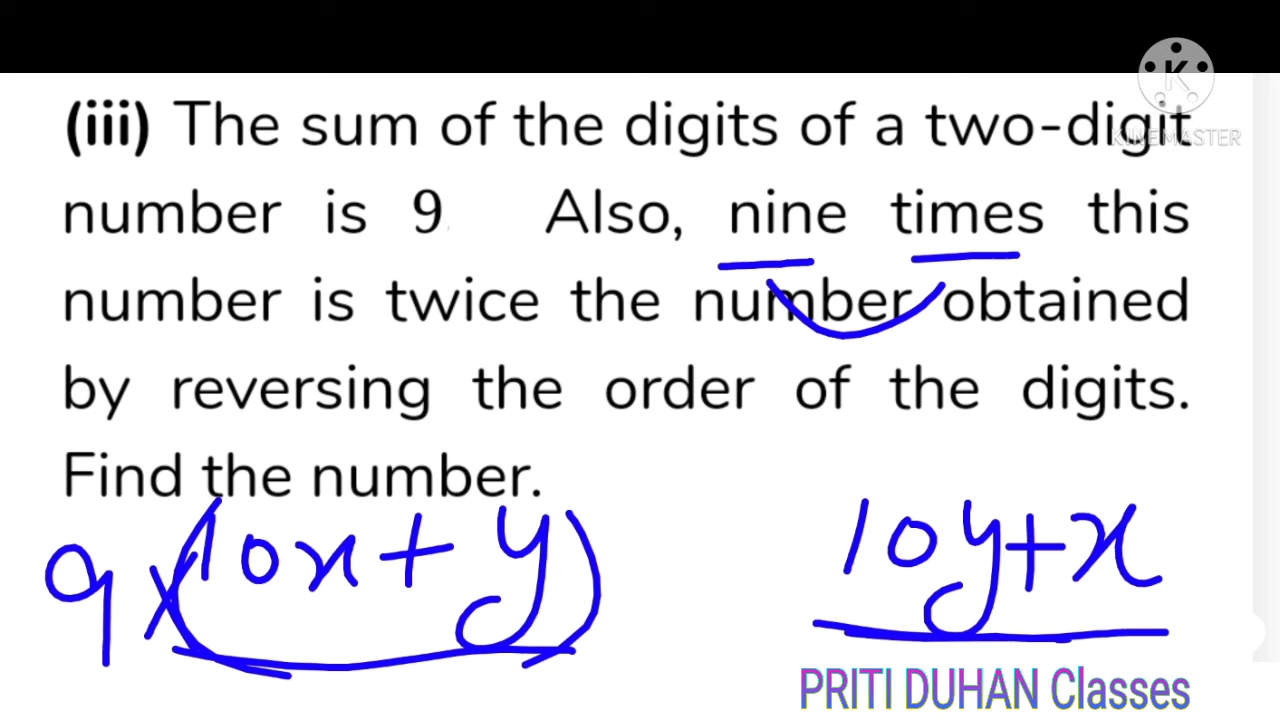 KINEMASTER
(iii) The sum of the digits of a two-digit
number is 9 Also, nine times this
number is twice the number obtained
by reversing the order of the digits.
Find the number.
9 × (10x + y) 10y + x
PRITI DUHAN Classes